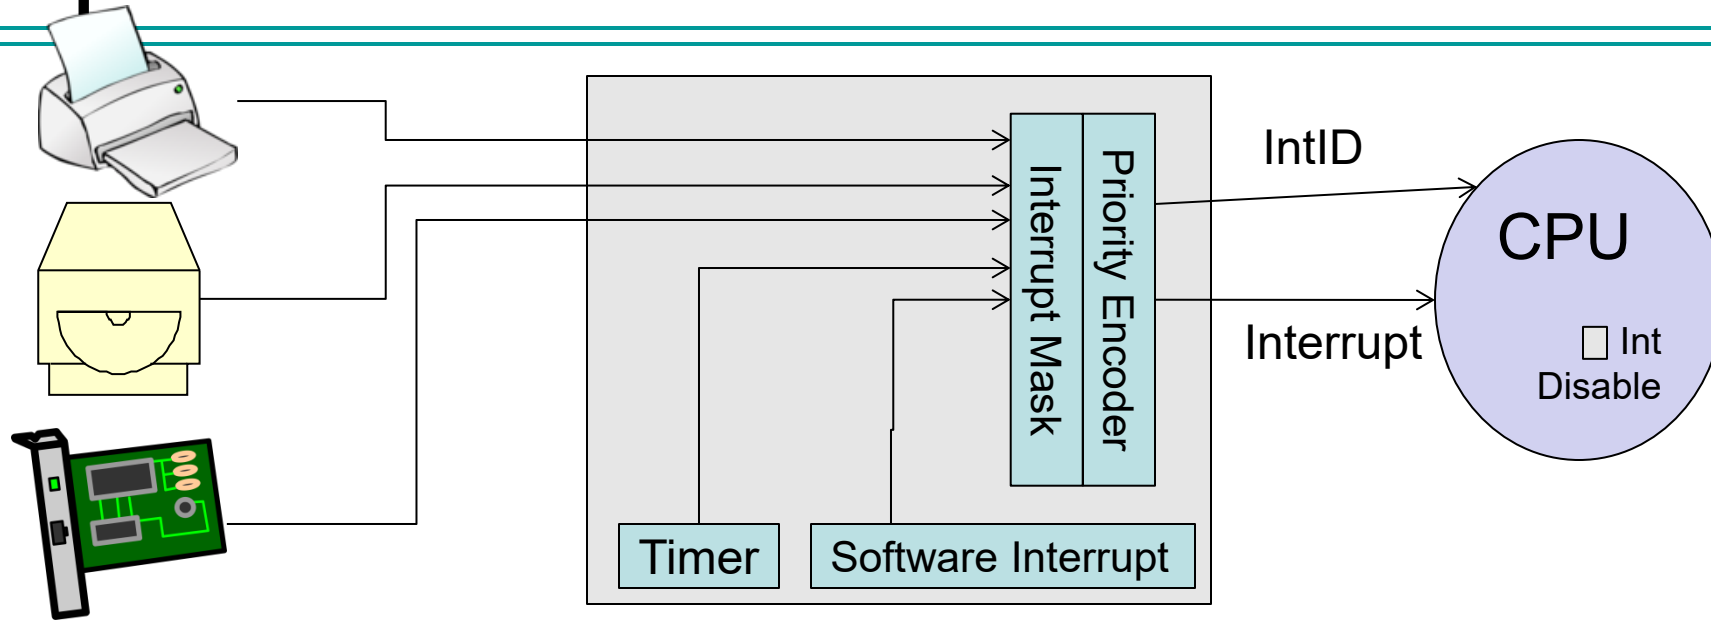 IntID
Interrupt
CPU
Int
Disable
Interrupt Mask
Priority Encoder
Timer
Software Interrupt